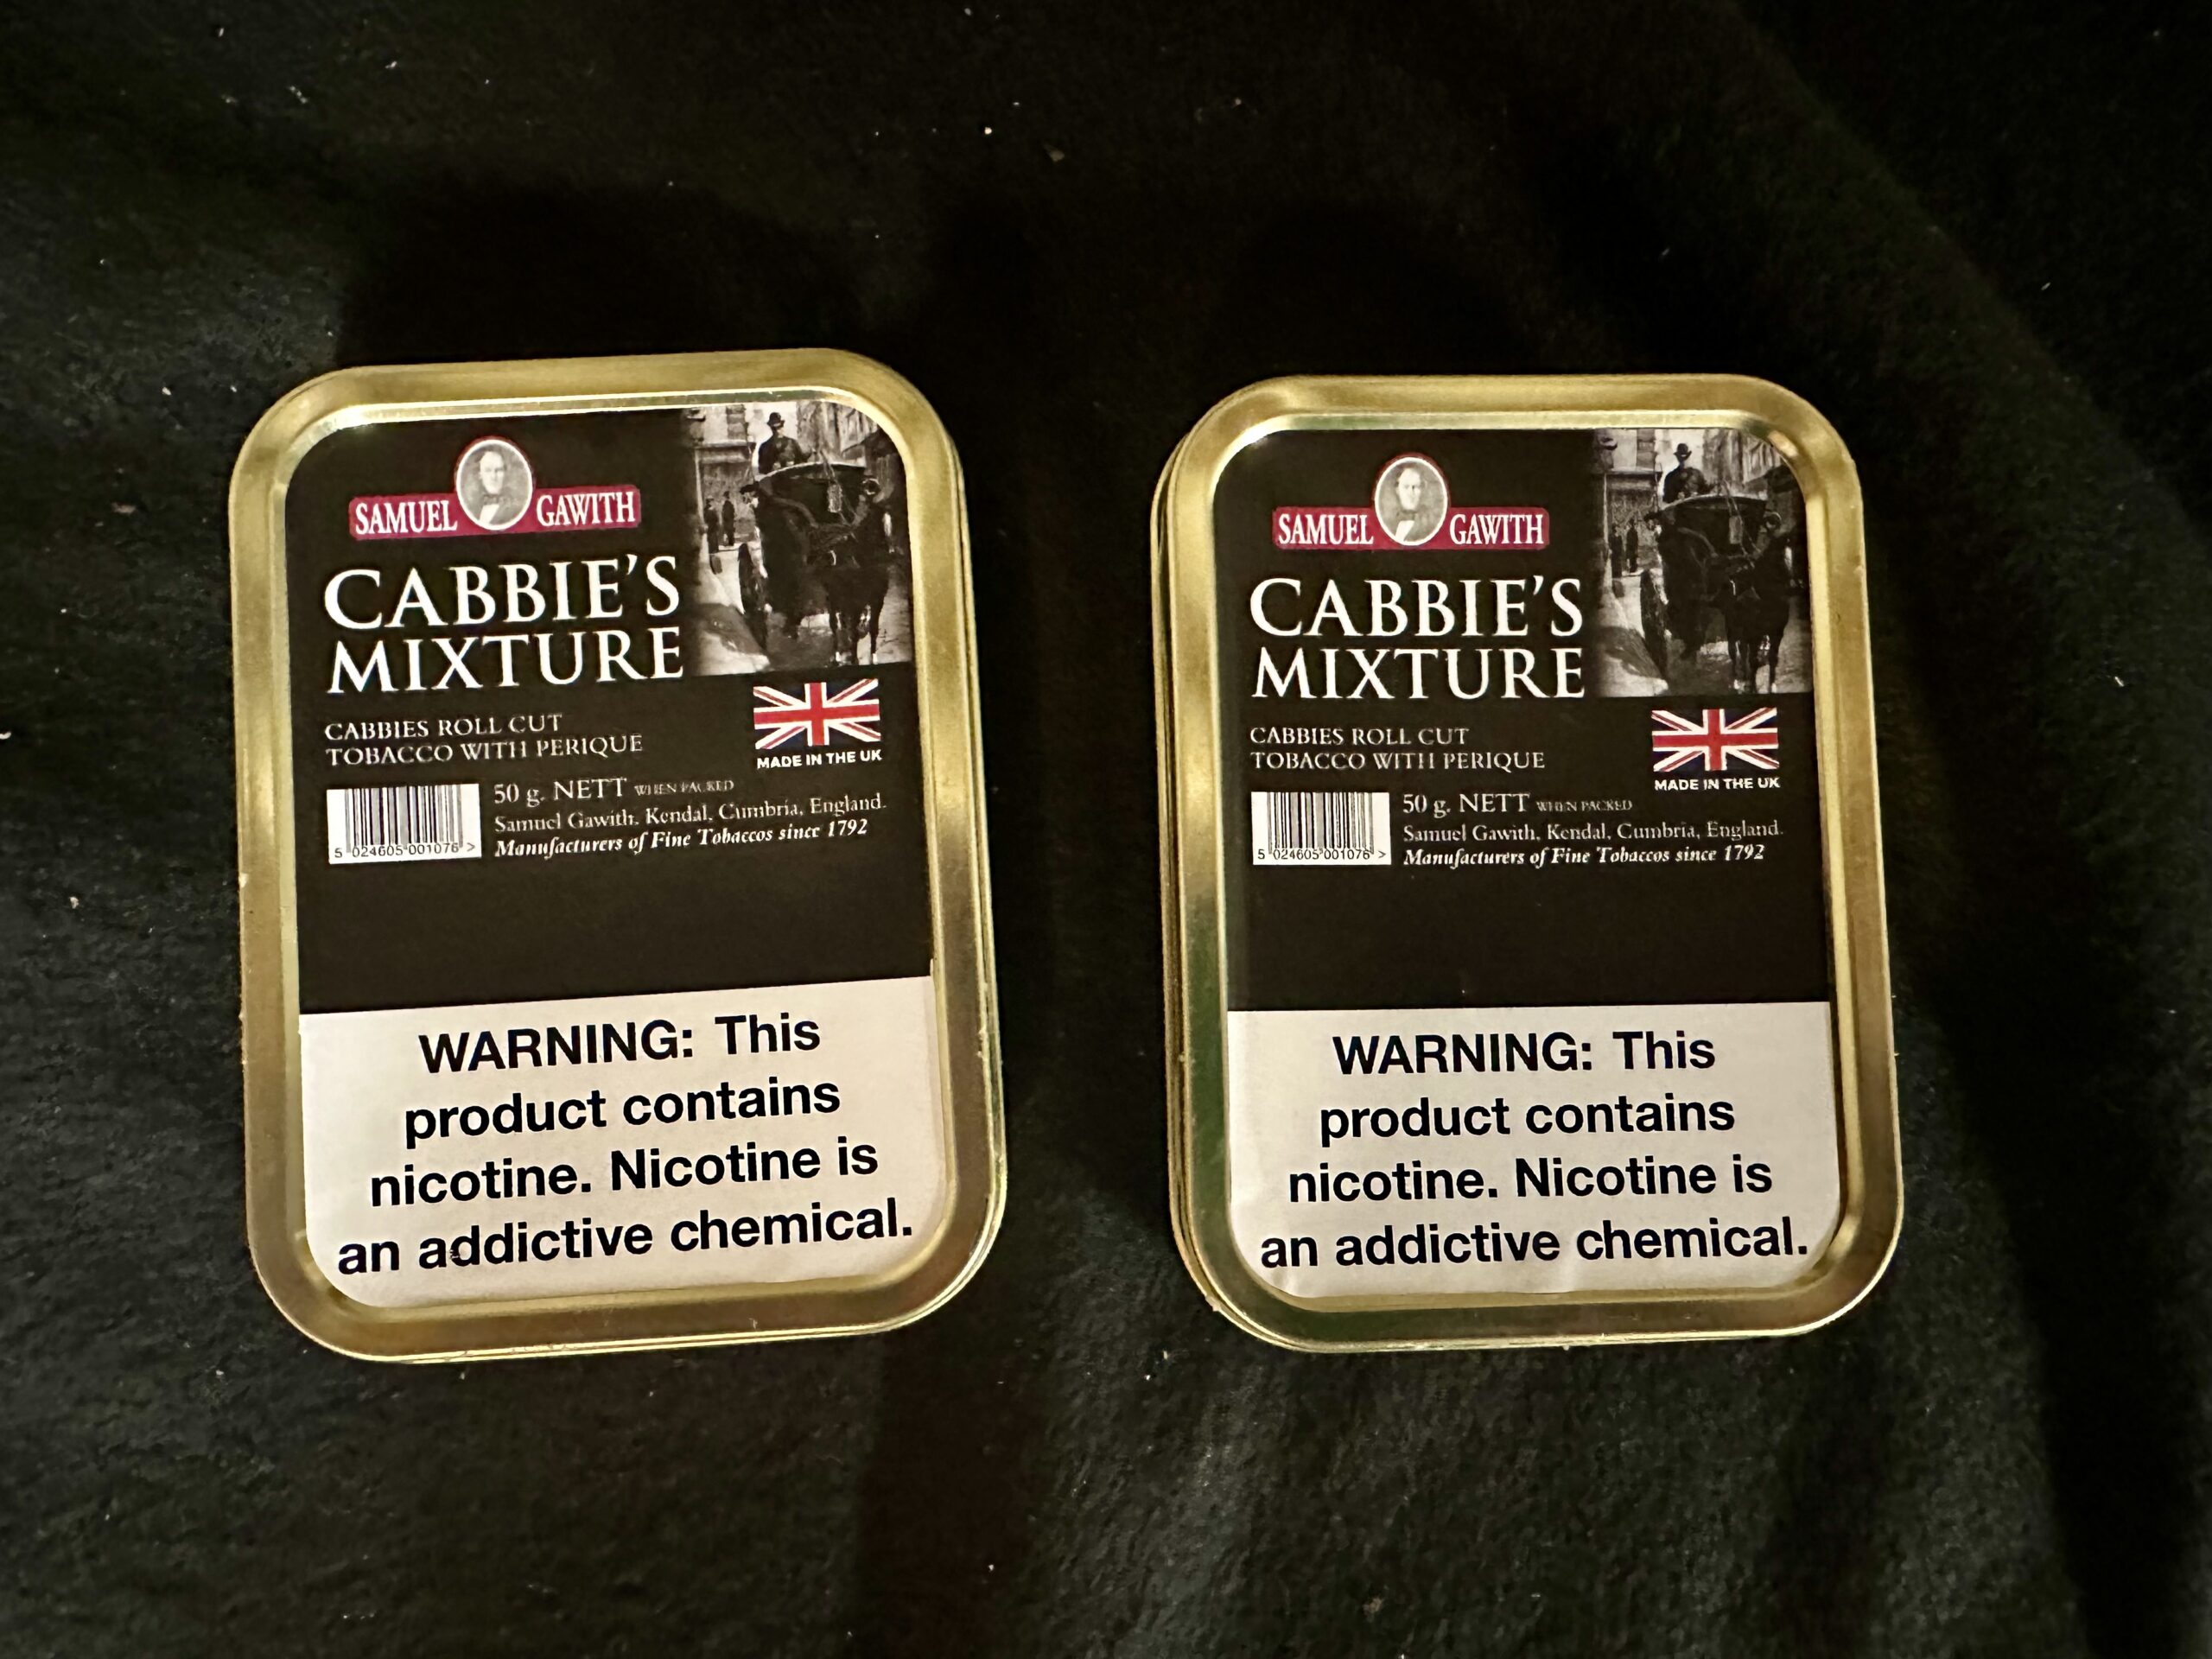 SAMUEL GAWITH
CABBIE'S
MIXTURE
CABBIES ROLL CUT
TOBACCO WITH PERIQUE
MADE IN THE UK
50 g. NETT WHEN PACKED
Samuel Gawith, Kendal, Cumbria, England.
Manufacturers of Fine Tobaccos since 1792
5 024605 001076 >
WARNING: This
product contains
nicotine. Nicotine is
an addictive chemical.
SAMUEL GAWITH
CABBIE'S
MIXTURE
CABBIES ROLL CUT
TOBACCO WITH PERIQUE
MADE IN THE UK
50 g. NETT WHEN PACKED
Samuel Gawith, Kendal, Cumbria, England.
Manufacturers of Fine Tobaccos since 1792
5 024605 001076 >
WARNING: This
product contains
nicotine. Nicotine is
an addictive chemical.